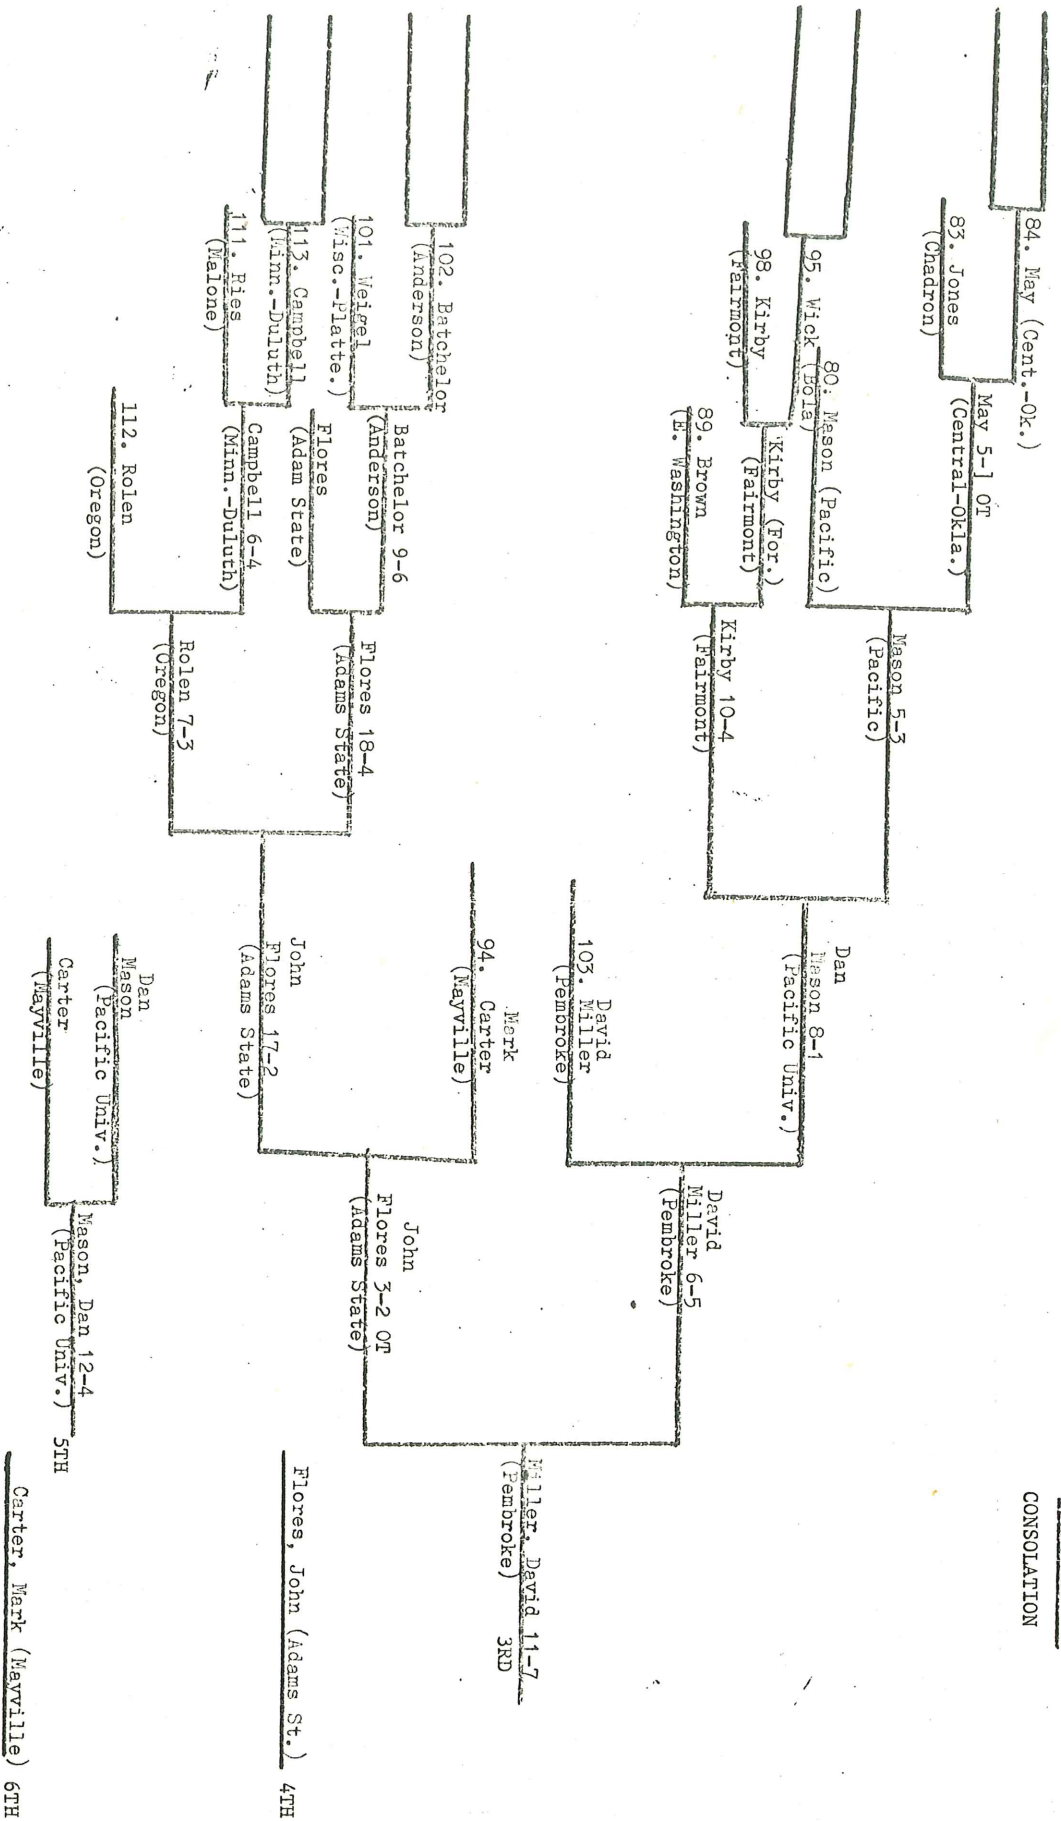 CONSOLATION
84. May (Cent.-Ok.)
83. Jones
(Chadron)
May 5-1 OT
(Central-Okla.)
80. Mason (Pacific)
Mason 5-3
(Pacific)
95. Wick (Bola)
98. Kirby
(Fairmont)
Kirby (For.)
(Fairmont)
89. Brown
(E. Washington)
Kirby 10-4
(Fairmont)
Dan
Mason 8-1
(Pacific Univ.)
David
103. Miller
(Pembroke)
David
Miller 6-5
(Pembroke)
Mark
94. Carter
(Mayville)
102. Batchelor
(Anderson)
101. Weigel
(Wisc.-Platte.)
Batchelor 9-6
(Anderson)
Flores
(Adam State)
Flores 18-4
(Adams State)
113. Campbell
(Minn.-Duluth)
111. Ries
(Malone)
Campbell 6-4
(Minn.-Duluth)
112. Rolen
(Oregon)
Rolen 7-3
(Oregon)
John
Flores 17-2
(Adams State)
John
Flores 3-2 OT
(Adams State)
Miller, David 11-7
(Pembroke) 3RD
Flores, John (Adams St.) 4TH
Dan
Mason
(Pacific Univ.)
Carter
(Mayville)
Mason, Dan 12-4
(Pacific Univ.) 5TH
Carter, Mark (Mayville) 6TH